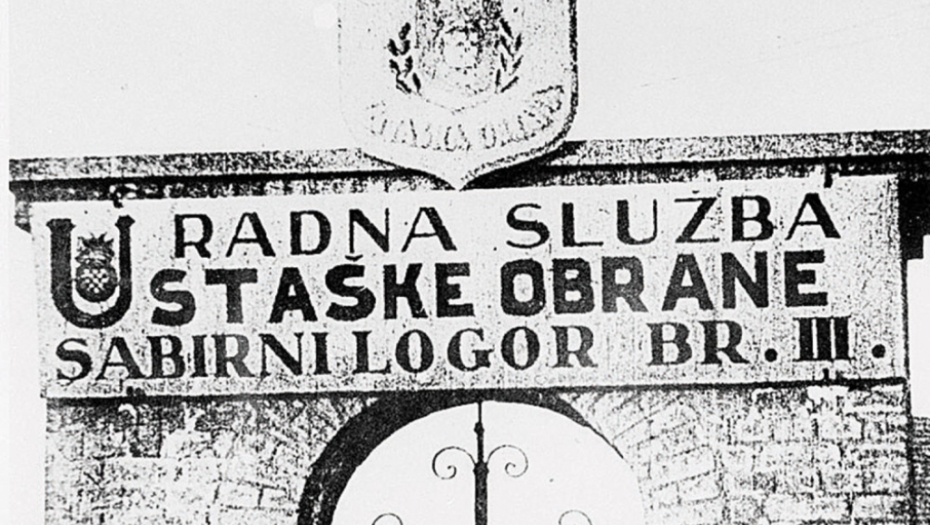 RADNA SLUŽBA
USTAŠKE OBRANE
SABIRNI LOGOR BR. III.